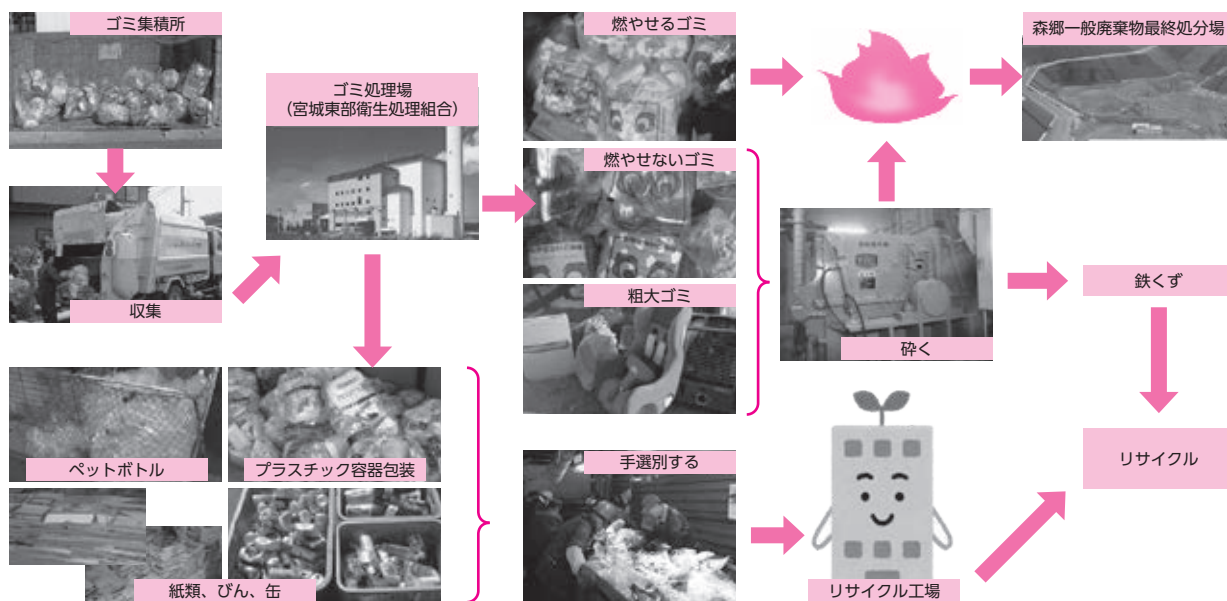 ゴミ集積所
収集
ゴミ処理場
(宮城東部衛生処理組合)
燃やせるゴミ
燃やせないゴミ
粗大ゴミ
砕く
森郷一般廃棄物最終処分場
鉄くず
リサイクル
ペットボトル
プラスチック容器包装
紙類、びん、缶
手選別する
リサイクル工場